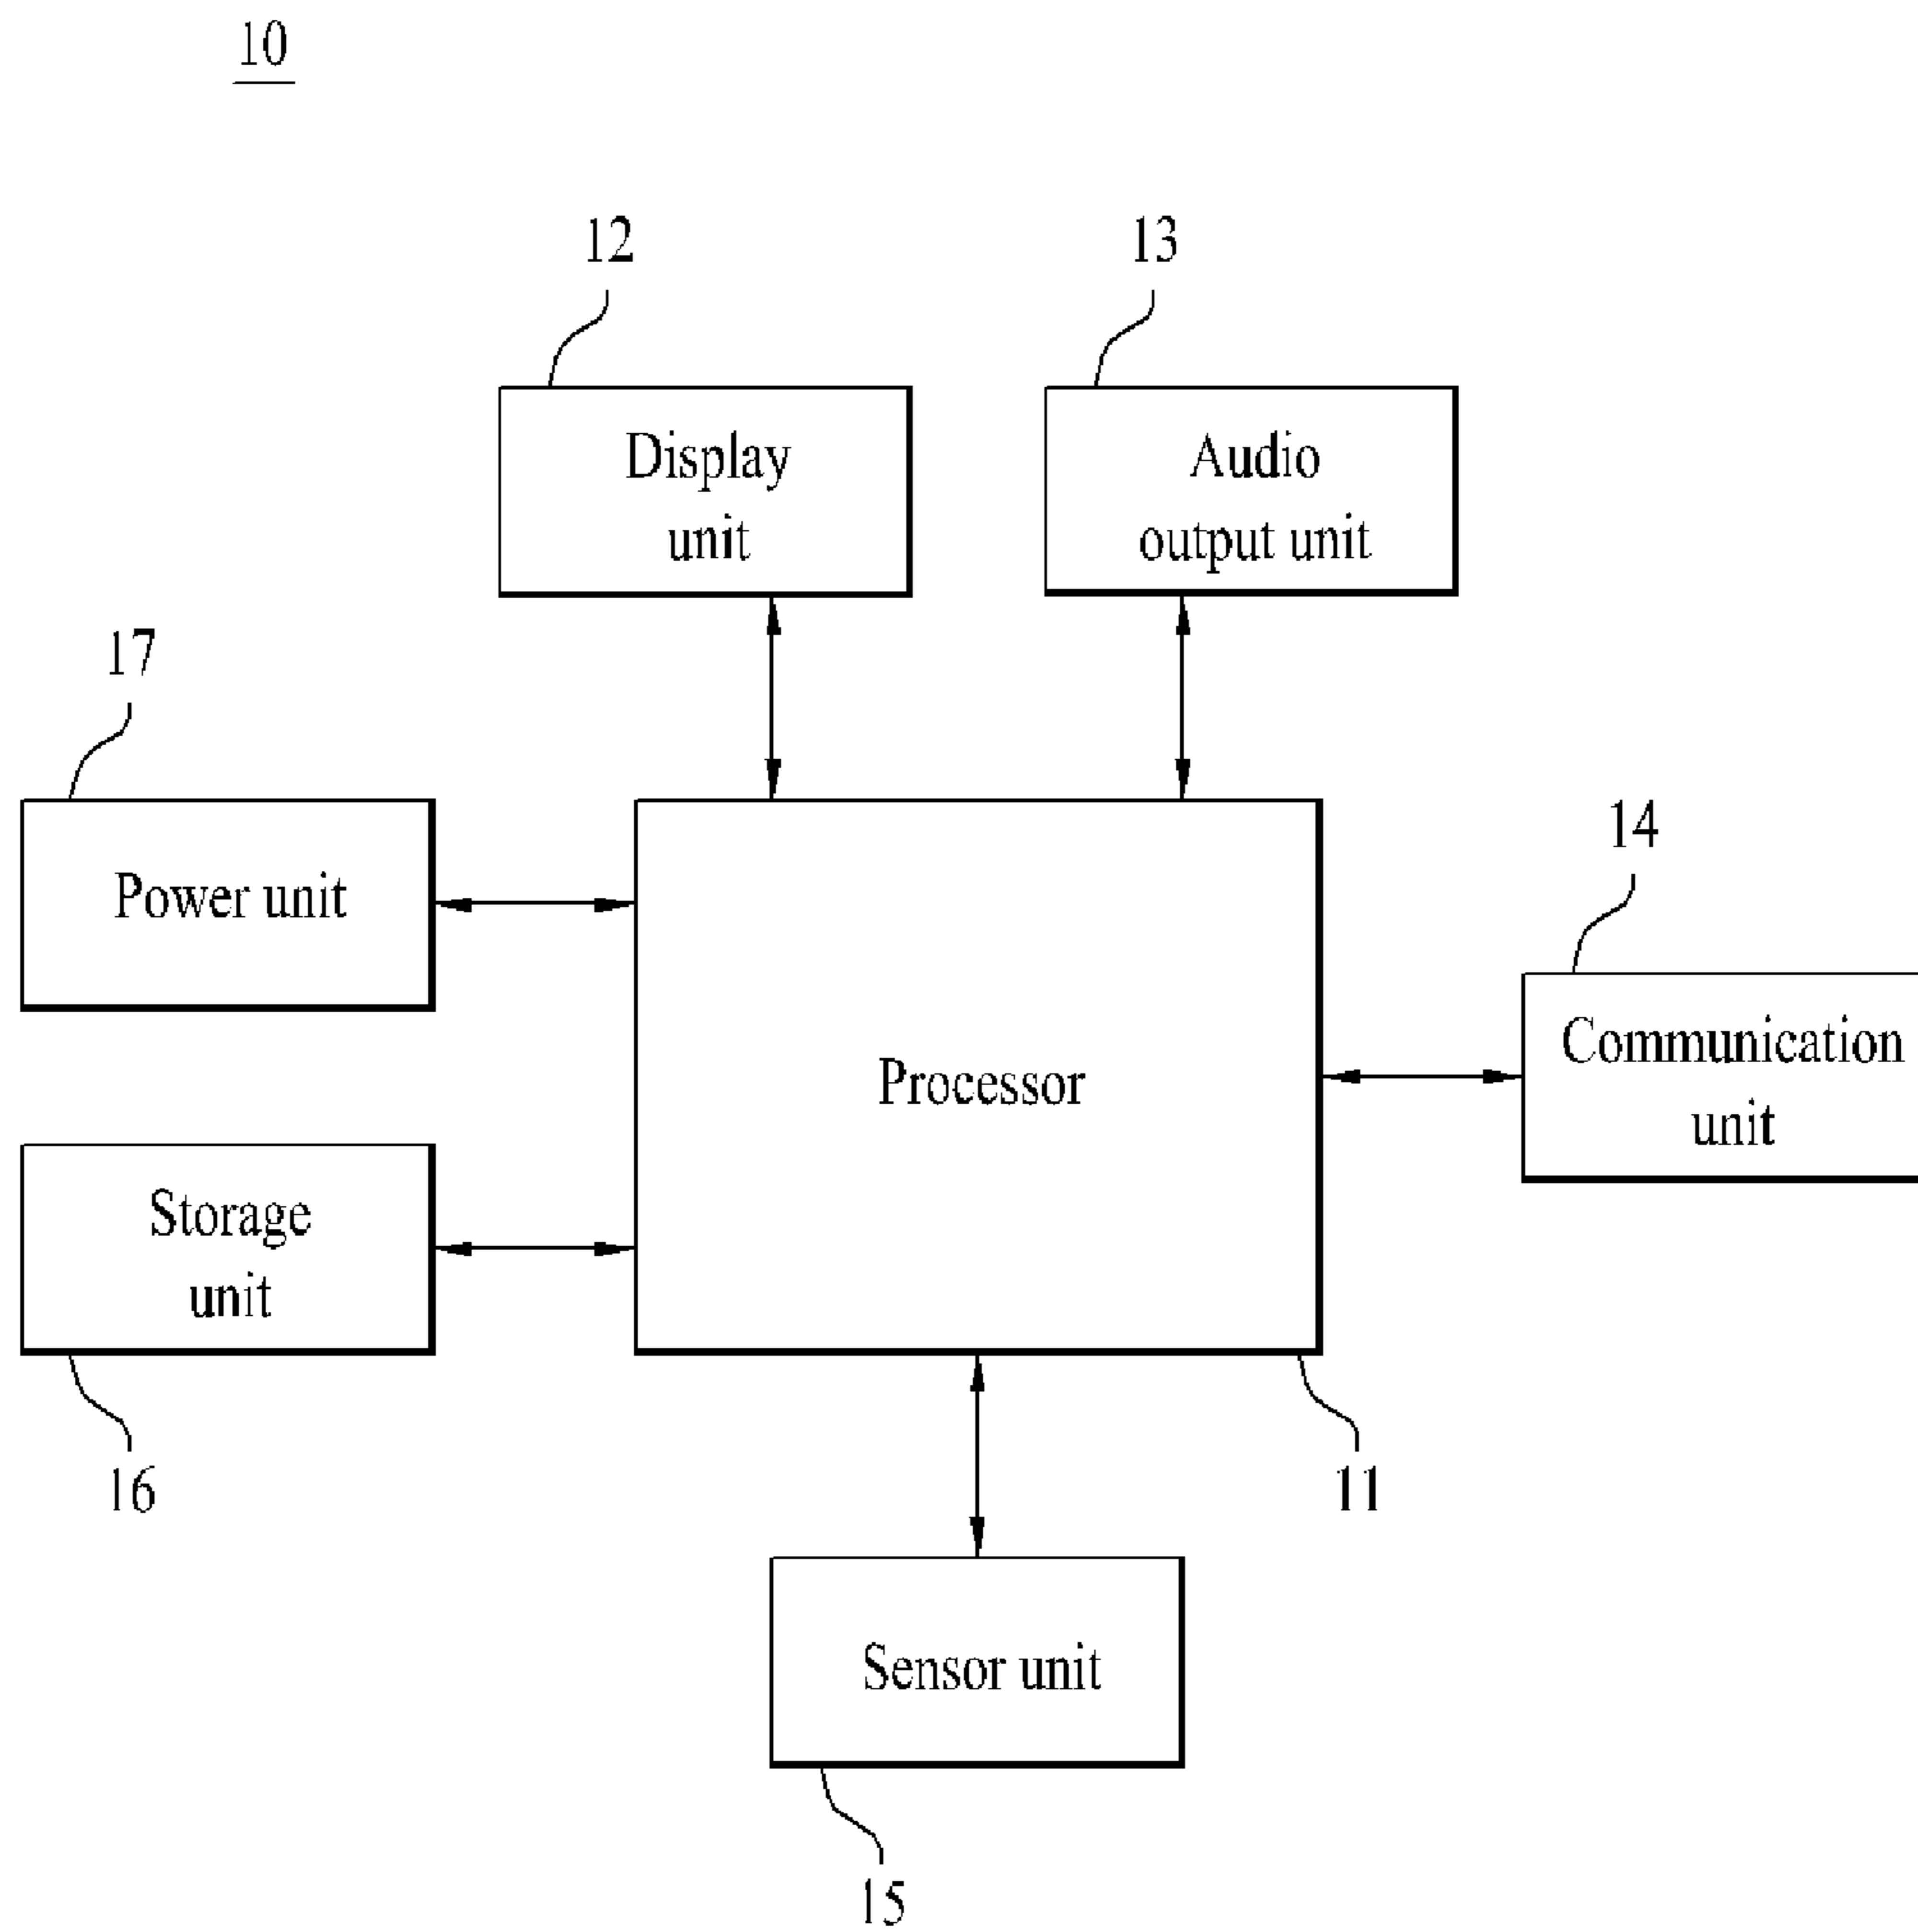 10
12
13
Display
unit
Audio
output unit
17
14
Power unit
Communication
unit
Processor
Storage
unit
16
11
Sensor unit
15